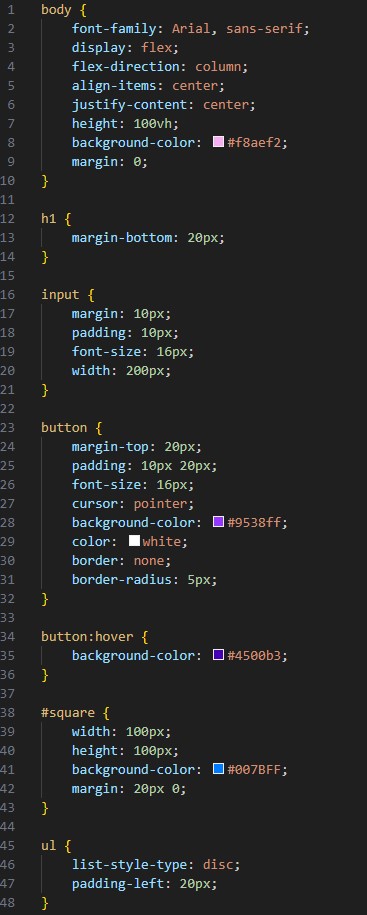 1 body {
2     font-family: Arial, sans-serif;
3     display: flex;
4     flex-direction: column;
5     align-items: center;
6     justify-content: center;
7     height: 100vh;
8     background-color: #f8aef2;
9     margin: 0;
10 }
11
12 h1 {
13     margin-bottom: 20px;
14 }
15
16 input {
17     margin: 10px;
18     padding: 10px;
19     font-size: 16px;
20     width: 200px;
21 }
22
23 button {
24     margin-top: 20px;
25     padding: 10px 20px;
26     font-size: 16px;
27     cursor: pointer;
28     background-color: #9538ff;
29     color: white;
30     border: none;
31     border-radius: 5px;
32 }
33
34 button:hover {
35     background-color: #4500b3;
36 }
37
38 #square {
39     width: 100px;
40     height: 100px;
41     background-color: #007BFF;
42     margin: 20px 0;
43 }
44
45 ul {
46     list-style-type: disc;
47     padding-left: 20px;
48 }